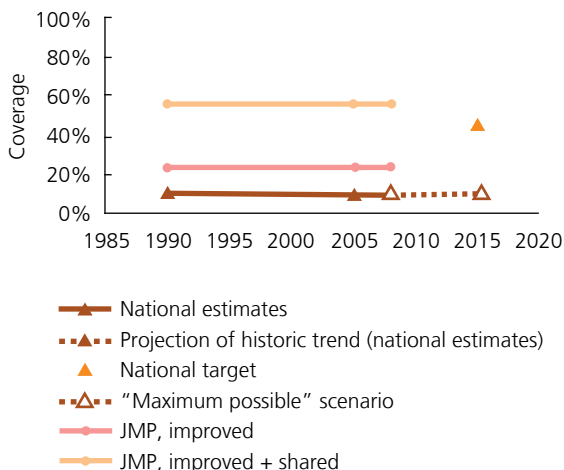 100%
80%
60%
40%
20%
0%
Coverage
1985 1990 1995 2000 2005 2010 2015 2020
National estimates
Projection of historic trend (national estimates)
National target
“Maximum possible” scenario
JMP, improved
JMP, improved + shared